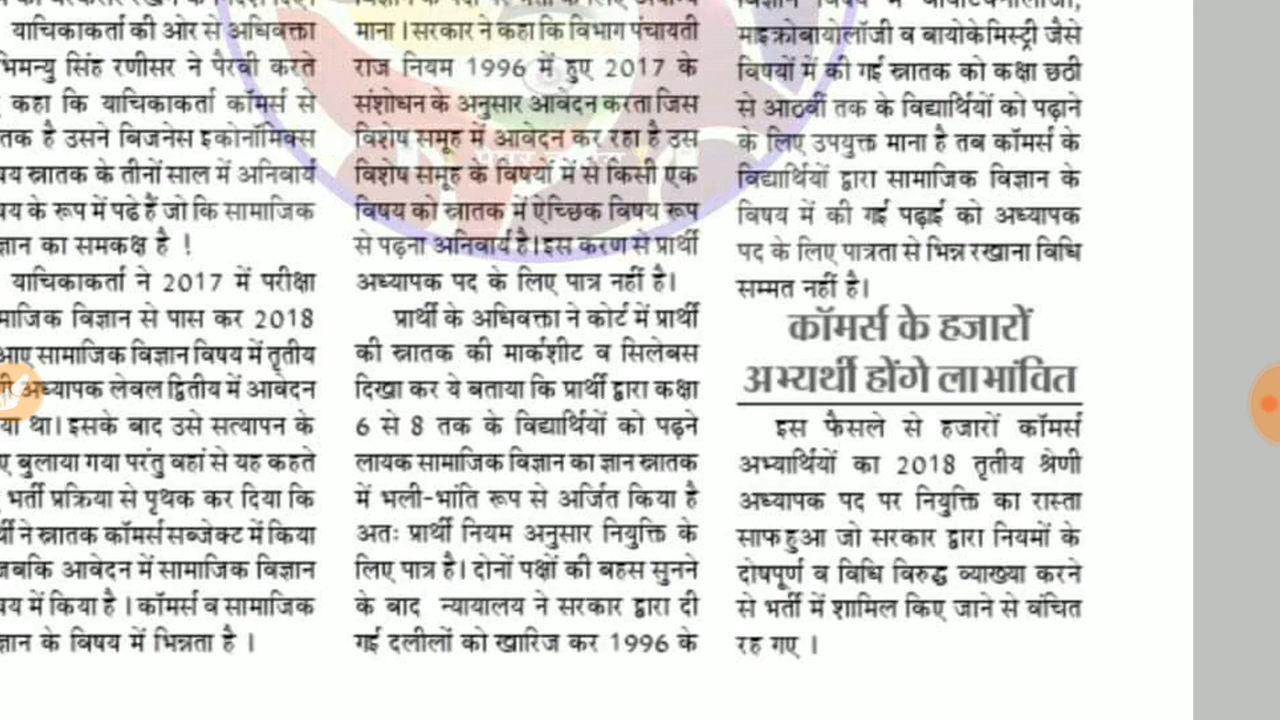 याचिकाकर्ता की ओर से अधिवक्ता
भिमन्यु सिंह रणीसर ने पैरवी करते
कहा कि याचिकाकर्ता कॉमर्स से
तक है उसने बिजनेस इकोनॉमिक्स
षय स्नातक के तीनों साल में अनिवार्य
षय के रूप में पढे हैं जो कि सामाजिक
ज्ञान का समकक्ष है !
याचिकाकर्ता ने 2017 में परीक्षा
माजिक विज्ञान से पास कर 2018
आए सामाजिक विज्ञान विषय में तृतीय
अध्यापक लेवल द्वितीय में आवेदन
या था। इसके बाद उसे सत्यापन के
ए बुलाया गया परंतु वहां से यह कहते
भर्ती प्रक्रिया से पृथक कर दिया कि
र्थी ने स्नातक कॉमर्स सब्जेक्ट में किया
जबकि आवेदन में सामाजिक विज्ञान
षय में किया है । कॉमर्स व सामाजिक
ज्ञान के विषय में भिन्नता है ।
माना । सरकार ने कहा कि विभाग पंचायती
राज नियम 1996 में हुए 2017 के
संशोधन के अनुसार आवेदन करता जिस
विशेष समूह में आवेदन कर रहा है उस
विशेष समूह के विषयों में से किसी एक
विषय को स्नातक में ऐच्छिक विषय रूप
से पढ़ना अनिवार्य है। इस करण से प्रार्थी
अध्यापक पद के लिए पात्र नहीं है।
प्रार्थी के अधिवक्ता ने कोर्ट में प्रार्थी
की स्नातक की मार्कशीट व सिलेबस
दिखा कर ये बताया कि प्रार्थी द्वारा कक्षा
6 से 8 तक के विद्यार्थियों को पढ़ने
लायक सामाजिक विज्ञान का ज्ञान स्नातक
में भली-भांति रूप से अर्जित किया है
अतः प्रार्थी नियम अनुसार नियुक्ति के
लिए पात्र है। दोनों पक्षों की बहस सुनने
के बाद न्यायालय ने सरकार द्वारा दी
गई दलीलों को खारिज कर 1996 के
माइक्रोबायोलॉजी व बायोकेमिस्ट्री जैसे
विषयों में की गई स्नातक को कक्षा छठी
से आठवीं तक के विद्यार्थियों को पढ़ाने
के लिए उपयुक्त माना है तब कॉमर्स के
विद्यार्थियों द्वारा सामाजिक विज्ञान के
विषय में की गई पढ़ाई को अध्यापक
पद के लिए पात्रता से भिन्न रखाना विधि
सम्मत नहीं है।
कॉमर्स के हजारों
अभ्यर्थी होंगे लाभांवित
इस फैसले से हजारों कॉमर्स
अभ्यार्थियों का 2018 तृतीय श्रेणी
अध्यापक पद पर नियुक्ति का रास्ता
साफ हुआ जो सरकार द्वारा नियमों के
दोषपूर्ण व विधि विरुद्ध व्याख्या करने
से भर्ती में शामिल किए जाने से वंचित
रह गए ।